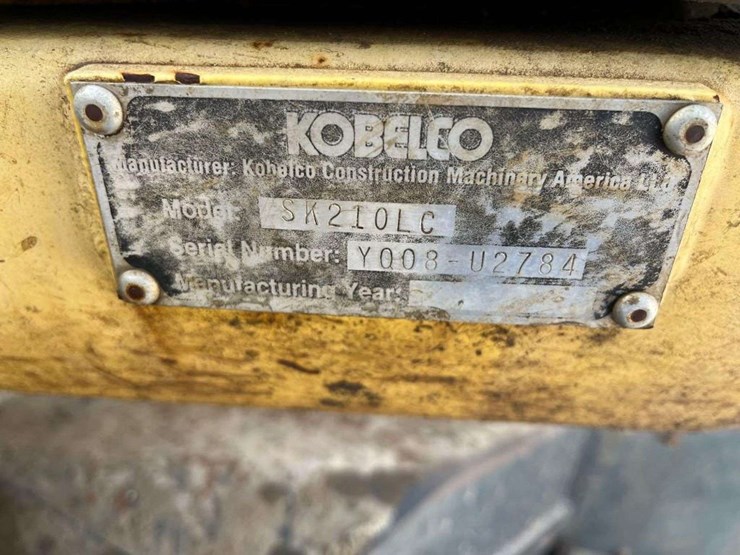 KOBELCO
Manufacturer: Kobelco Construction Machinery America Ltd.
Model: SK210LC
Serial Number: YQ08-U2784
Manufacturing Year: